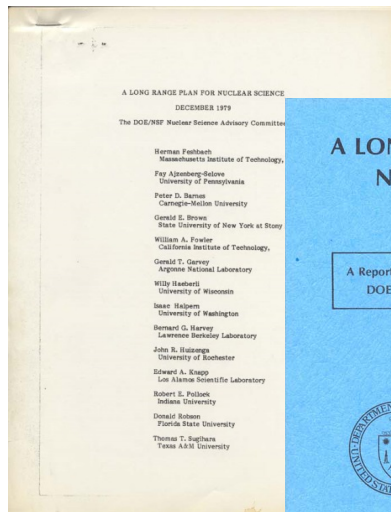 A LONG RANGE PLAN FOR NUCLEAR SCIENCE
DECEMBER 1979
The DOE/NSF Nuclear Science Advisory Committee
Herman Feshbach
Massachusetts Institute of Technology,
Fay Ajzenberg-Selove
University of Pennsylvania
Peter D. Barnes
Carnegie-Mellon University
Gerald E. Brown
State University of New York at Stony
William A. Fowler
California Institute of Technology,
Gerald T. Garvey
Argonne National Laboratory
Willy Haeberli
University of Wisconsin
Isaac Halpern
University of Washington
Bernard G. Harvey
Lawrence Berkeley Laboratory
John R. Huizenga
University of Rochester
Edward A. Knapp
Los Alamos Scientific Laboratory
Robert E. Pollock
Indiana University
Donald Robson
Florida State University
Thomas T. Sugihara
Texas A&M University
A LON
N
A Report
DOE